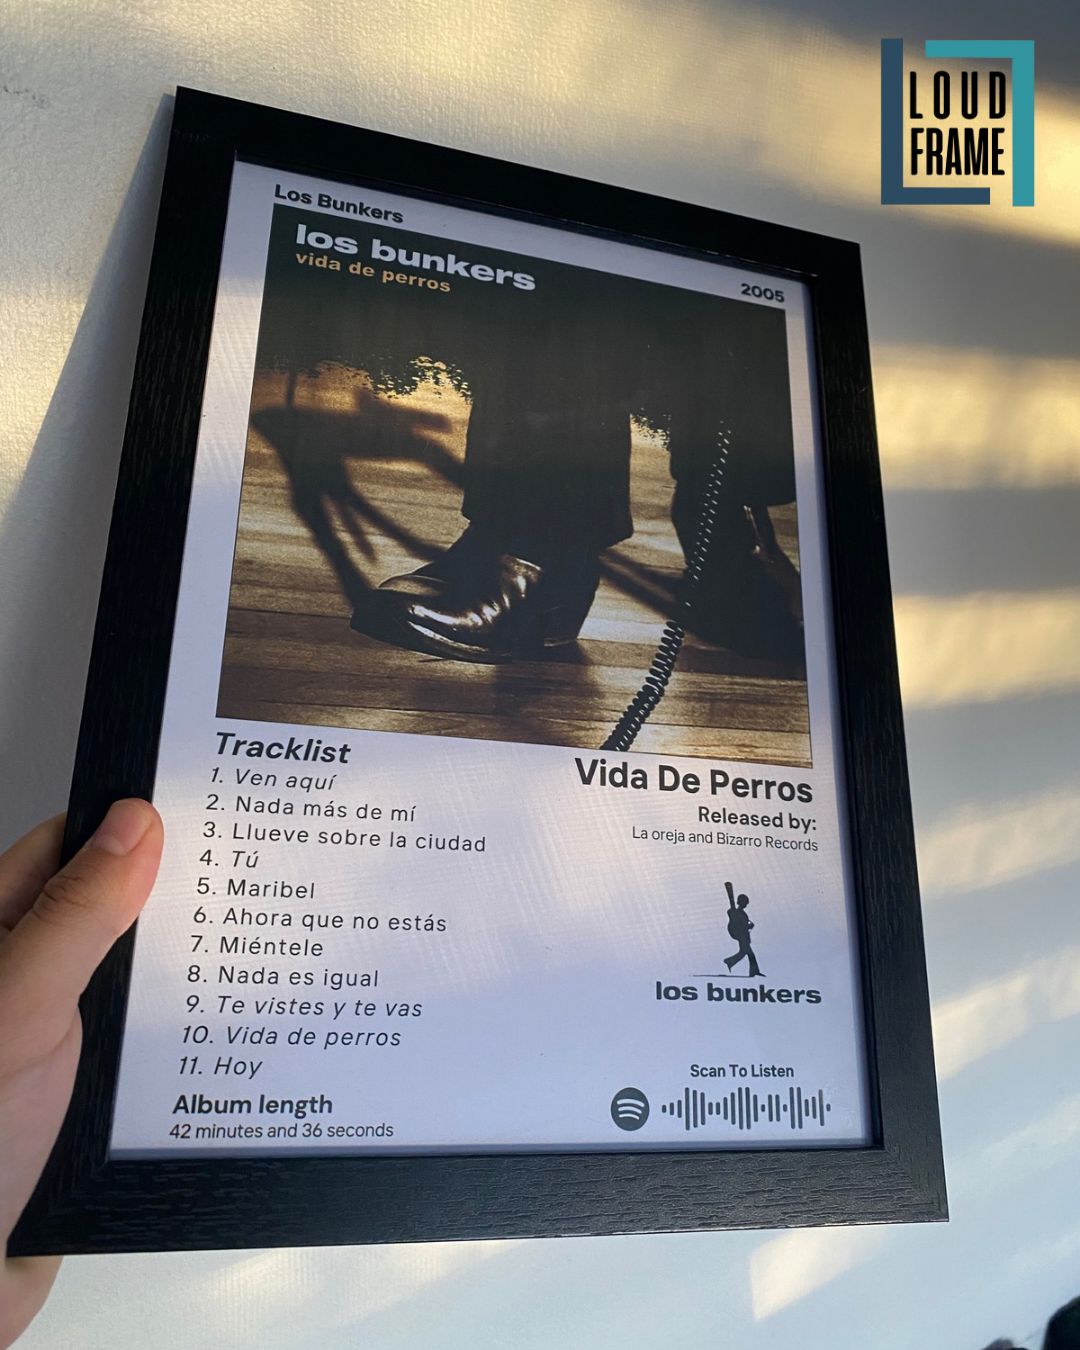 LOUD
FRAME
Los Bunkers
2005
los bunkers
vida de perros
Tracklist
1. Ven aquí
2. Nada más de mí
3. Llueve sobre la ciudad
4. Tú
5. Maribel
6. Ahora que no estás
7. Miéntele
8. Nada es igual
9. Te vistes y te vas
10. Vida de perros
11. Hoy
Album length
42 minutes and 36 seconds
Vida De Perros
Released by:
La oreja and Bizarro Records
los bunkers
Scan To Listen